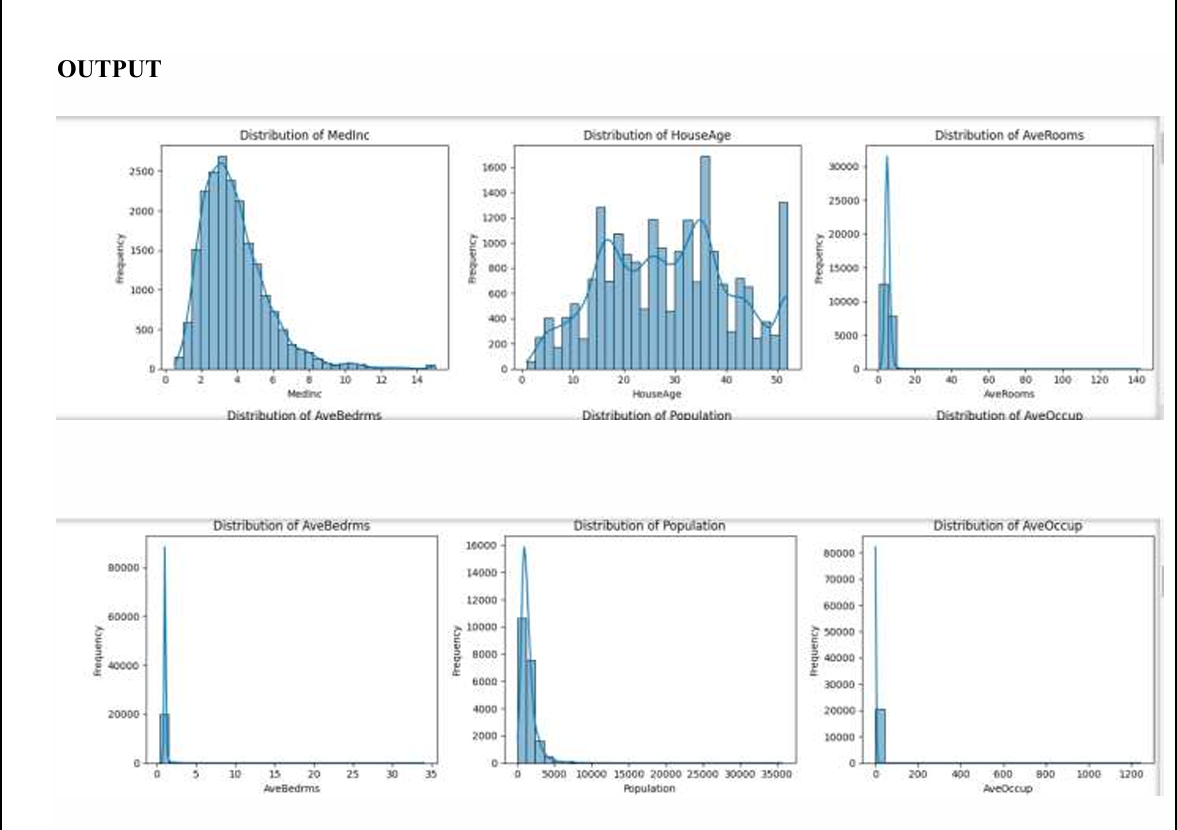 OUTPUT
Distribution of MedInc
Frequency
2500
2000
1500
1000
500
0
0 2 4 6 8 10 12 14
MedInc
Distribution of HouseAge
Frequency
1600
1400
1200
1000
800
600
400
200
0
0 10 20 30 40 50
HouseAge
Distribution of AveRooms
Frequency
30000
25000
20000
15000
10000
5000
0
0 20 40 60 80 100 120 140
AveRooms
Distribution of AveBedrms
Distribution of Population
Distribution of AveOccup
Distribution of AveBedrms
Frequency
80000
60000
40000
20000
0
0 5 10 15 20 25 30 35
AveBedrms
Distribution of Population
Frequency
16000
14000
12000
10000
8000
6000
4000
2000
0
0 5000 10000 15000 20000 25000 30000 35000
Population
Distribution of AveOccup
Frequency
80000
70000
60000
50000
40000
30000
20000
10000
0
0 200 400 600 800 1000 1200
AveOccup